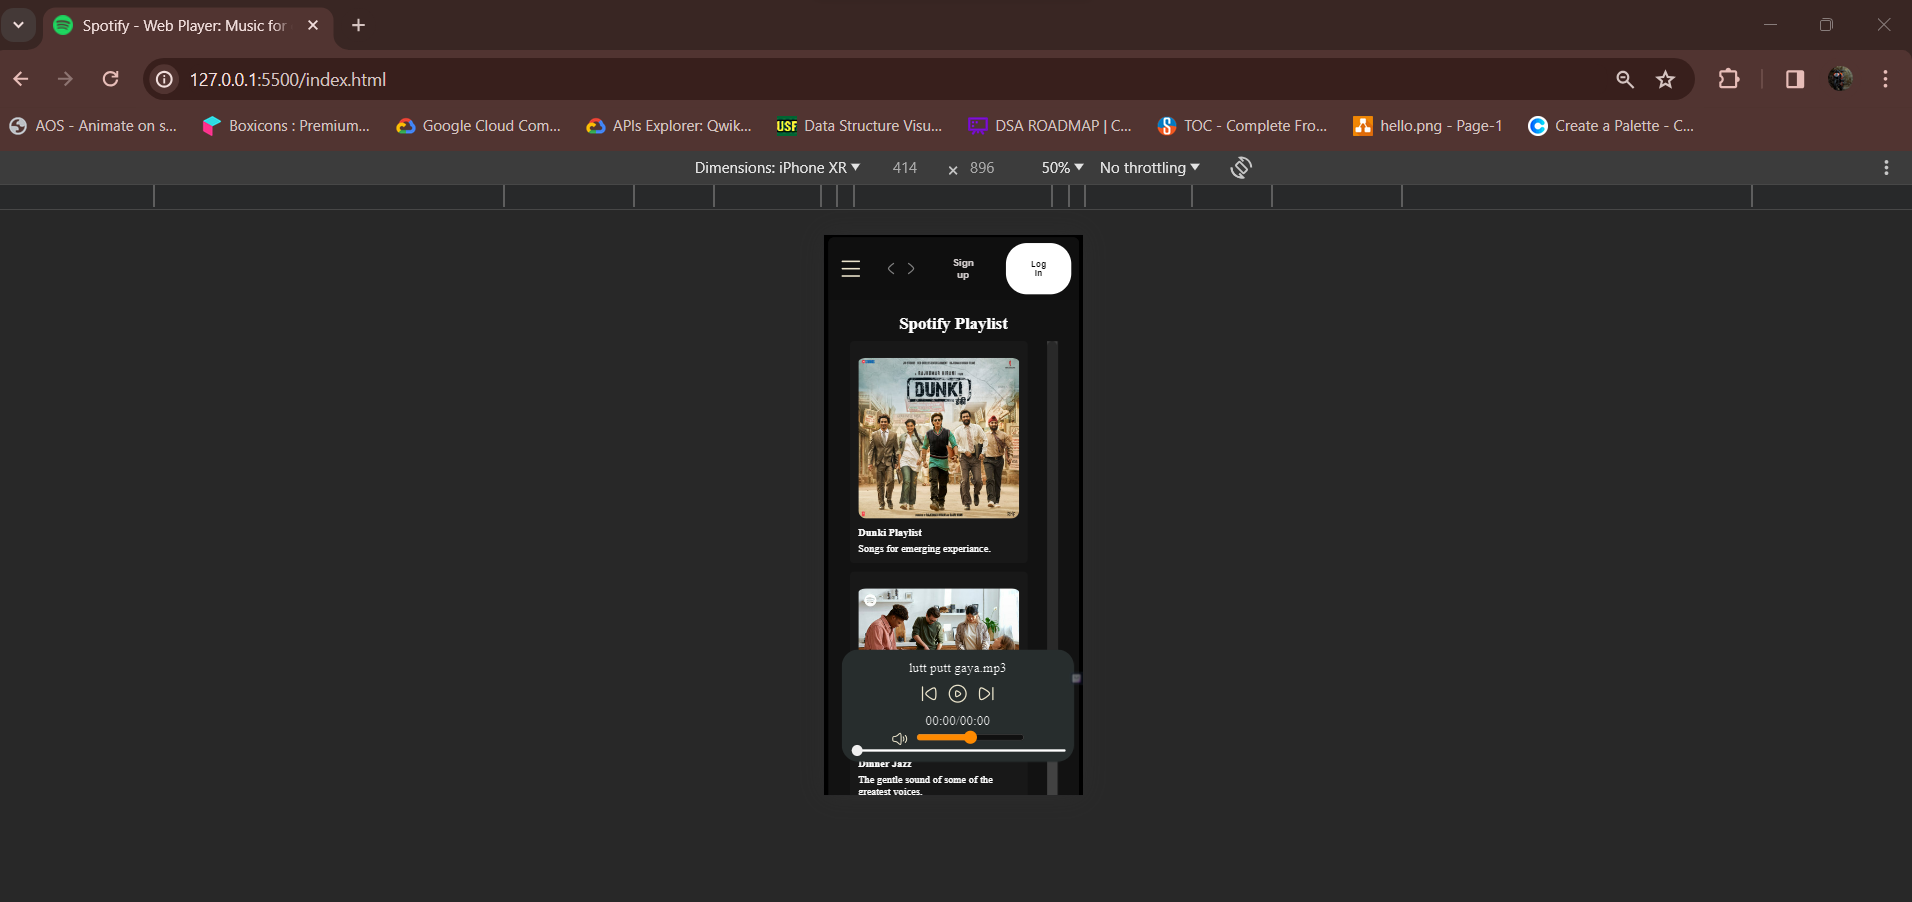 Spotify - Web Player: Music for
127.0.0.1:5500/index.html
AOS - Animate on s...
Boxicons : Premium...
Google Cloud Com...
APIs Explorer: Qwik...
USF Data Structure Visu...
DSA ROADMAP | C...
TOC - Complete Fro...
hello.png - Page-1
Create a Palette - C...
Dimensions: iPhone XR 414 × 896 50% No throttling
Sign
up
Log
in
Spotify Playlist
DUNKI
डंकी
Dunki Playlist
Songs for emerging experiance.
lutt putt gaya.mp3
00:00/00:00
Dinner Jazz
The gentle sound of some of the
greatest voices.